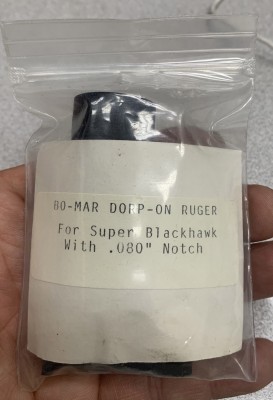 BO-MAR DORP-ON RUGER
For Super Blackhawk
With .080" Notch